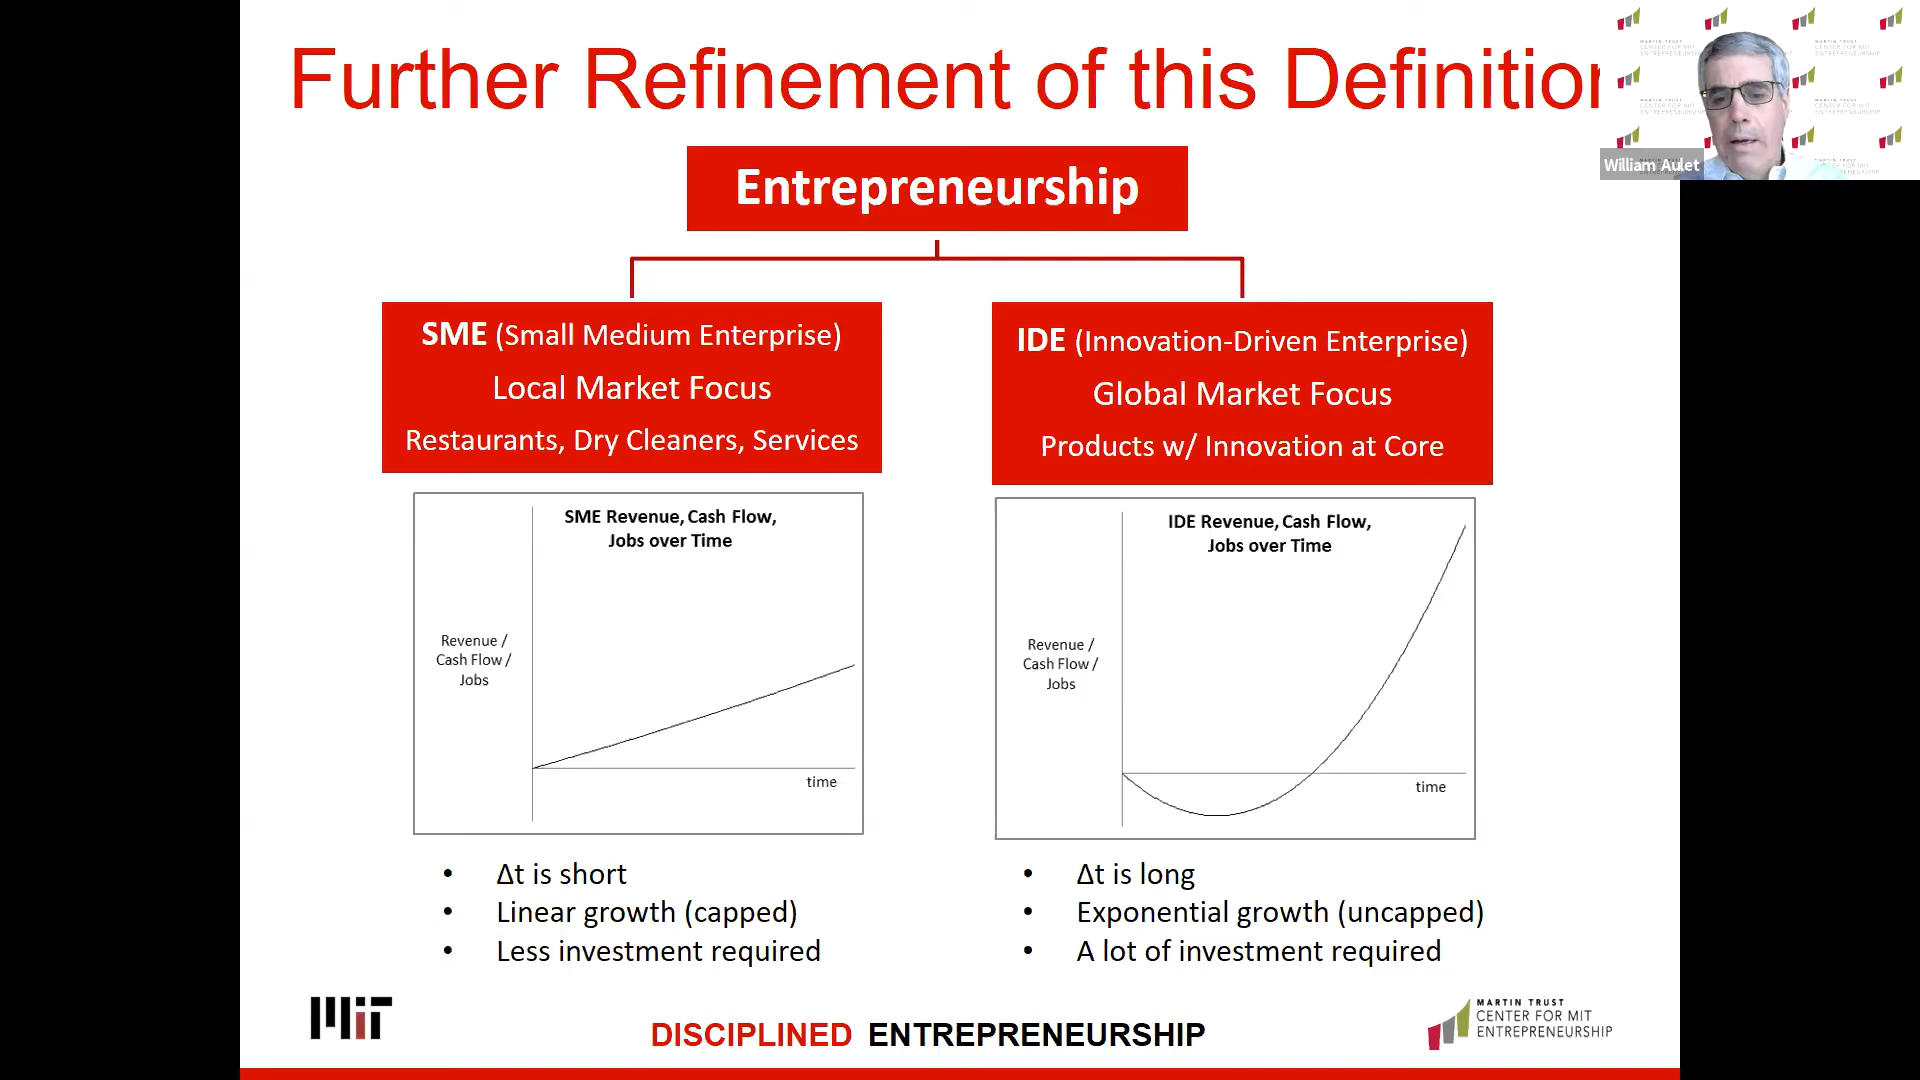 Further Refinement of this Definition
William Aulet
Entrepreneurship
SME (Small Medium Enterprise)
Local Market Focus
Restaurants, Dry Cleaners, Services
IDE (Innovation-Driven Enterprise)
Global Market Focus
Products w/ Innovation at Core
SME Revenue, Cash Flow,
Jobs over Time
Revenue /
Cash Flow /
Jobs
time
IDE Revenue, Cash Flow,
Jobs over Time
Revenue /
Cash Flow /
Jobs
time
• Δt is short
• Linear growth (capped)
• Less investment required
• Δt is long
• Exponential growth (uncapped)
• A lot of investment required
MIT
DISCIPLINED ENTREPRENEURSHIP
MARTIN TRUST
CENTER FOR MIT
ENTREPRENEURSHIP